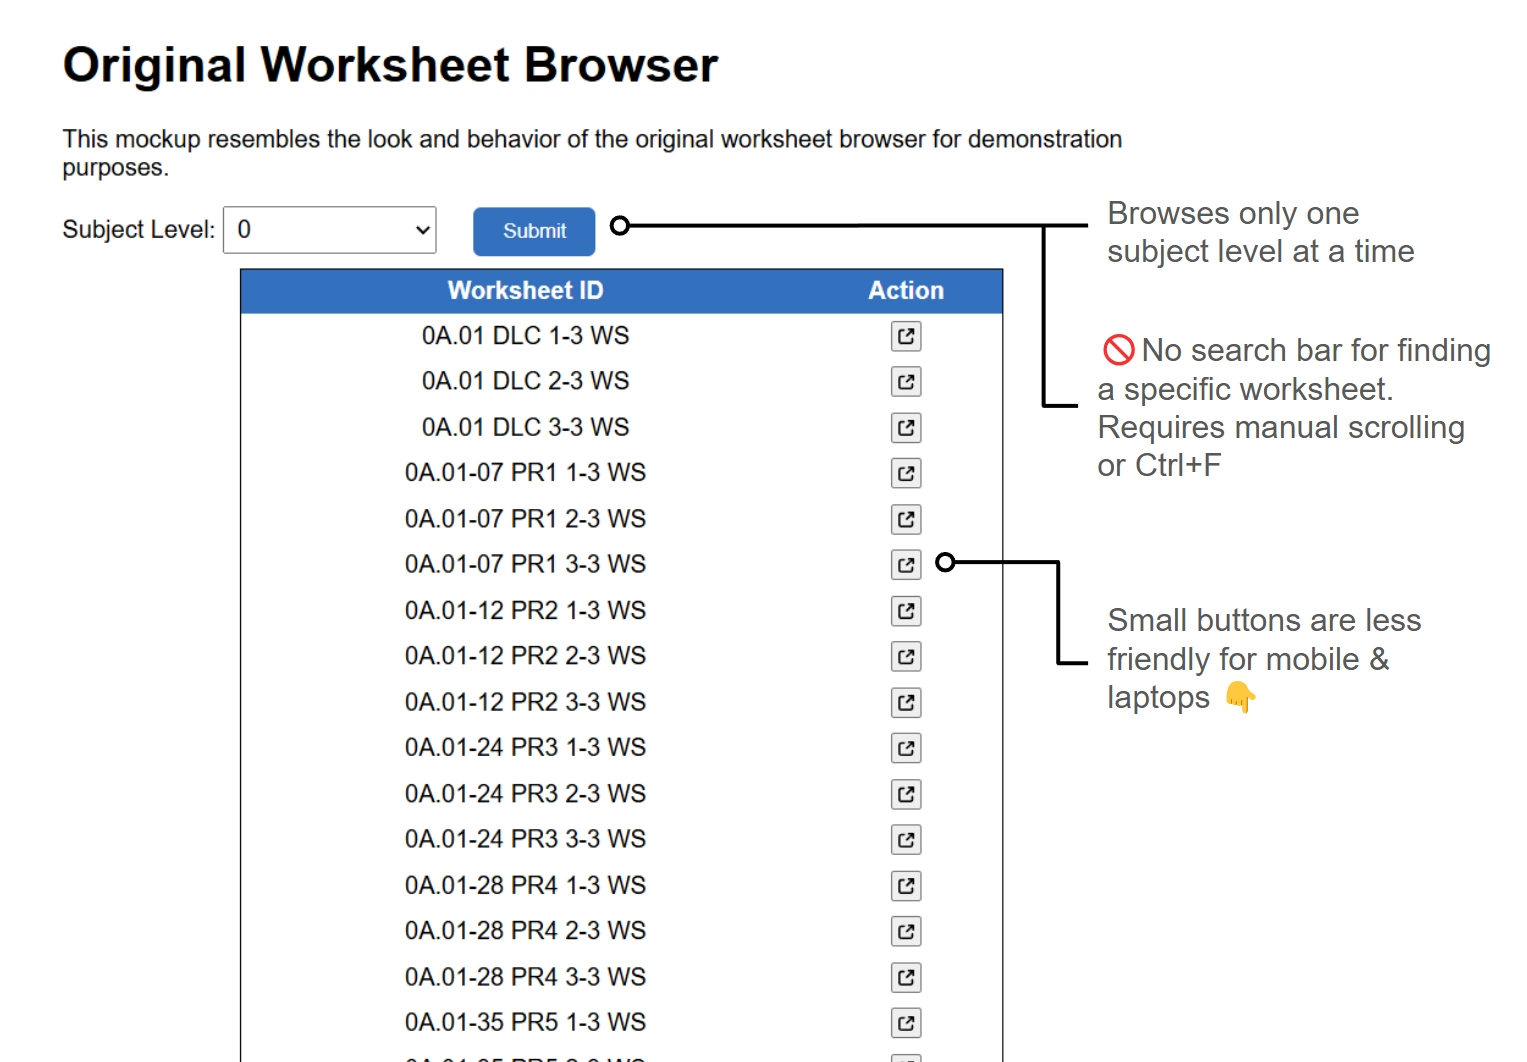 Original Worksheet Browser
This mockup resembles the look and behavior of the original worksheet browser for demonstration
purposes.
Subject Level: 0 Submit
Browses only one
subject level at a time
Worksheet ID Action
0A.01 DLC 1-3 WS
0A.01 DLC 2-3 WS
0A.01 DLC 3-3 WS
0A.01-07 PR1 1-3 WS
0A.01-07 PR1 2-3 WS
0A.01-07 PR1 3-3 WS
0A.01-12 PR2 1-3 WS
0A.01-12 PR2 2-3 WS
0A.01-12 PR2 3-3 WS
0A.01-24 PR3 1-3 WS
0A.01-24 PR3 2-3 WS
0A.01-24 PR3 3-3 WS
0A.01-28 PR4 1-3 WS
0A.01-28 PR4 2-3 WS
0A.01-28 PR4 3-3 WS
0A.01-35 PR5 1-3 WS
🚫 No search bar for finding
a specific worksheet.
Requires manual scrolling
or Ctrl+F
Small buttons are less
friendly for mobile &
laptops 👇